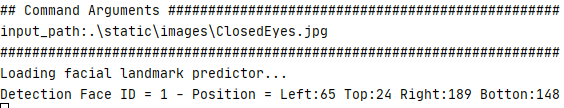 ## Command Arguments ##################################################
input_path:.\static\images\ClosedEyes.jpg
######################################################################
Loading facial landmark predictor...
Detection Face ID = 1 - Position = Left:65 Top:24 Right:189 Botton:148